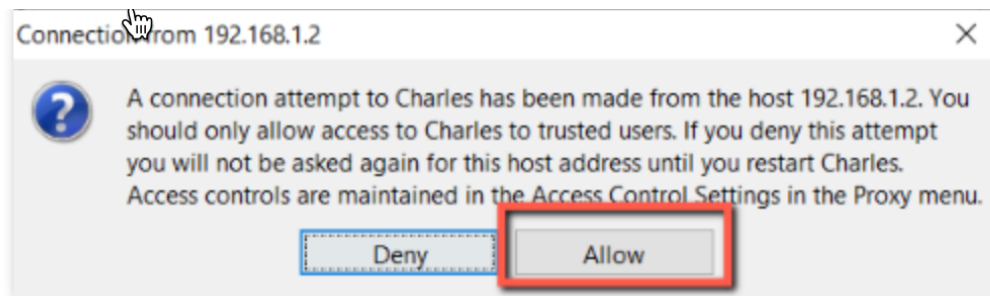 Connection from 192.168.1.2
A connection attempt to Charles has been made from the host 192.168.1.2. You
should only allow access to Charles to trusted users. If you deny this attempt
you will not be asked again for this host address until you restart Charles.
Access controls are maintained in the Access Control Settings in the Proxy menu.
Deny
Allow